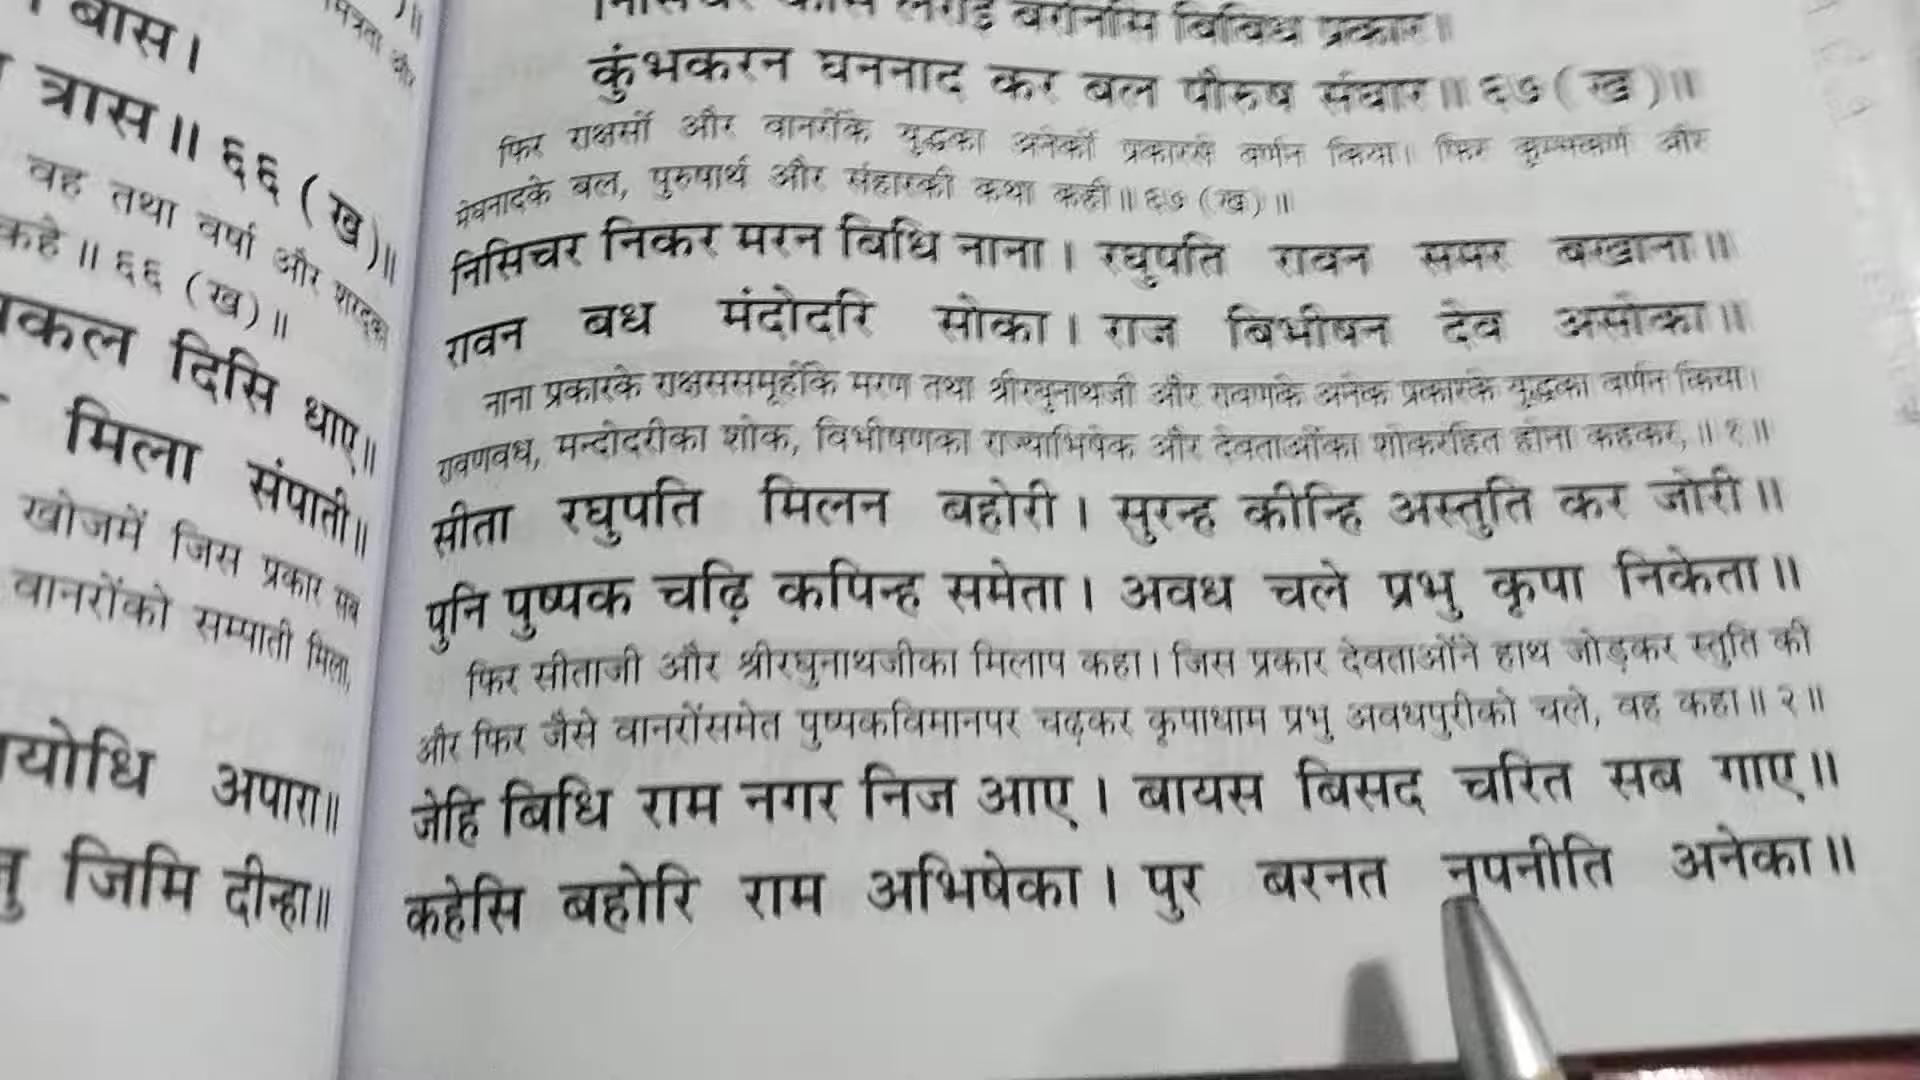 बास।
त्रास॥ ६६ (ख)॥
वह तथा वर्षा और शरद्का
कहे॥ ६६ (ख)॥
सकल दिसि धाए॥
मिला संपाती॥
खोजमें जिस प्रकार सब
वानरोंको सम्पाती मिला,
पयोधि अपारा॥
जिमि दीन्हा॥
निसिचर कीस लराई बरनिसि बिबिध प्रकार।
कुंभकरन घननाद कर बल पौरुष संघार॥ ६७ (ख)॥
फिर राक्षसों और वानरोंके युद्धका अनेकों प्रकारसे वर्णन किया। फिर कुम्भकर्ण और
मेघनादके बल, पुरुषार्थ और संहारकी कथा कही॥ ६७ (ख)॥
निसिचर निकर मरन बिधि नाना। रघुपति रावन समर बखाना॥
रावन बध मंदोदरि सोका। राज बिभीषन देव असोका॥
नाना प्रकारके राक्षससमूहोंके मरण तथा श्रीरघुनाथजी और रावणके अनेक प्रकारके युद्धका वर्णन किया।
रावणवध, मन्दोदरीका शोक, विभीषणका राज्याभिषेक और देवताओंका शोकरहित होना कहकर,॥ १॥
सीता रघुपति मिलन बहोरी। सुरन्ह कीन्हि अस्तुति कर जोरी॥
पुनि पुष्पक चढ़ि कपिन्ह समेता। अवध चले प्रभु कृपा निकेता॥
फिर सीताजी और श्रीरघुनाथजीका मिलाप कहा। जिस प्रकार देवताओंने हाथ जोड़कर स्तुति की
और फिर जैसे वानरोंसमेत पुष्पकविमानपर चढ़कर कृपाधाम प्रभु अवधपुरीको चले, वह कहा॥ २॥
जेहि बिधि राम नगर निज आए। बायस बिसद चरित सब गाए॥
कहेसि बहोरि राम अभिषेका। पुर बरनत नृपनीति अनेका॥